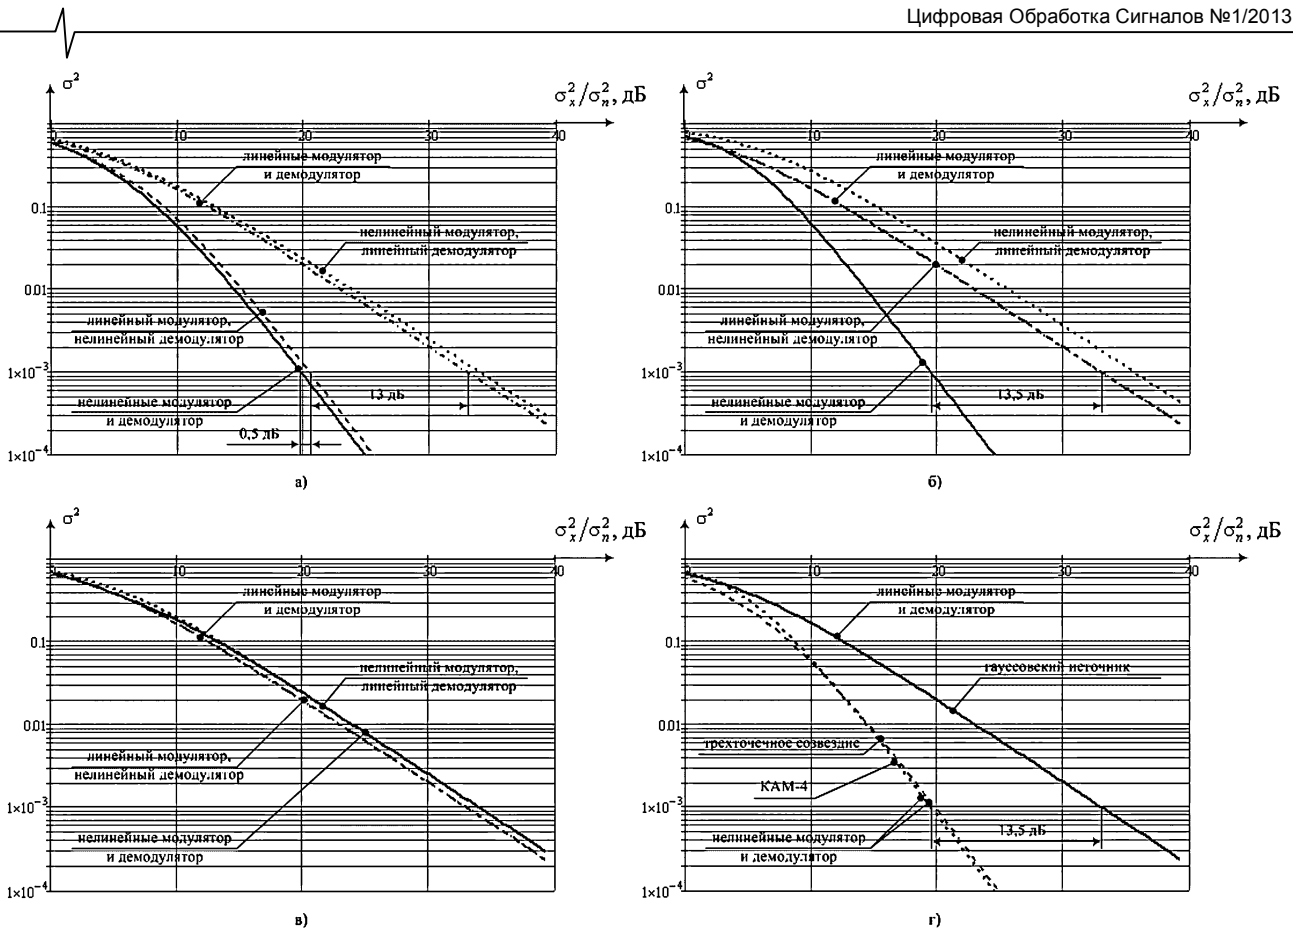 Цифровая Обработка Сигналов №1/2013
σ²
σ²ₓ/σ²ₙ, дБ
0 10 20 30 40
линейные модулятор
и демодулятор
нелинейный модулятор,
линейный демодулятор
0.1
0.01
линейный модулятор,
нелинейный демодулятор
1×10⁻³
нелинейные модулятор
и демодулятор
13 дБ
0,5 дБ
1×10⁻⁴
а)
σ²
σ²ₓ/σ²ₙ, дБ
0 10 20 30 40
линейные модулятор
и демодулятор
нелинейный модулятор,
линейный демодулятор
0.1
0.01
линейный модулятор,
нелинейный демодулятор
1×10⁻³
нелинейные модулятор
и демодулятор
13,5 дБ
1×10⁻⁴
б)
σ²
σ²ₓ/σ²ₙ, дБ
0 10 20 30 40
линейные модулятор
и демодулятор
0.1
нелинейный модулятор,
линейный демодулятор
0.01
линейный модулятор,
нелинейный демодулятор
1×10⁻³
нелинейные модулятор
и демодулятор
1×10⁻⁴
в)
σ²
σ²ₓ/σ²ₙ, дБ
0 10 20 30 40
линейные модулятор
и демодулятор
0.1
гауссовский источник
0.01
трехточечное созвездие
КАМ-4
1×10⁻³
нелинейные модулятор
и демодулятор
13,5 дБ
1×10⁻⁴
г)